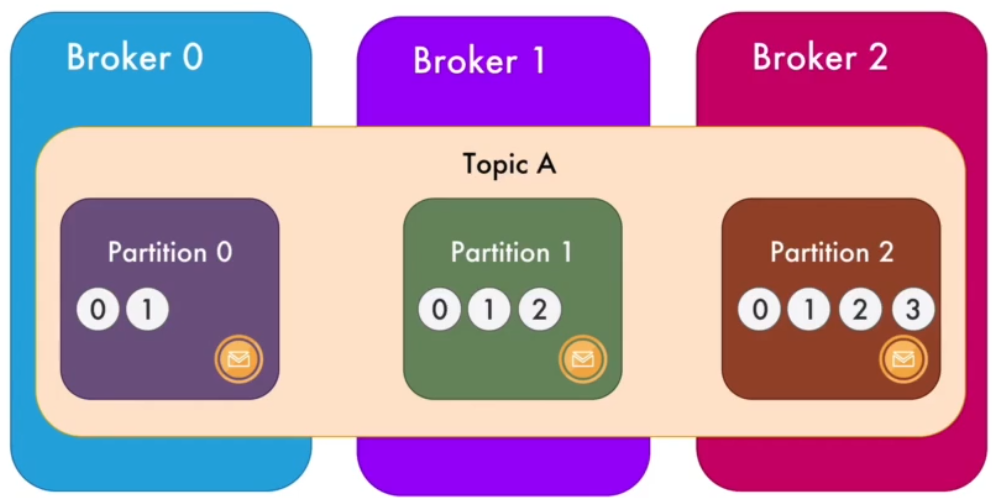 Broker 0
Broker 1
Broker 2
Topic A
Partition 0
Partition 1
Partition 2
0 1
0 1 2
0 1 2 3